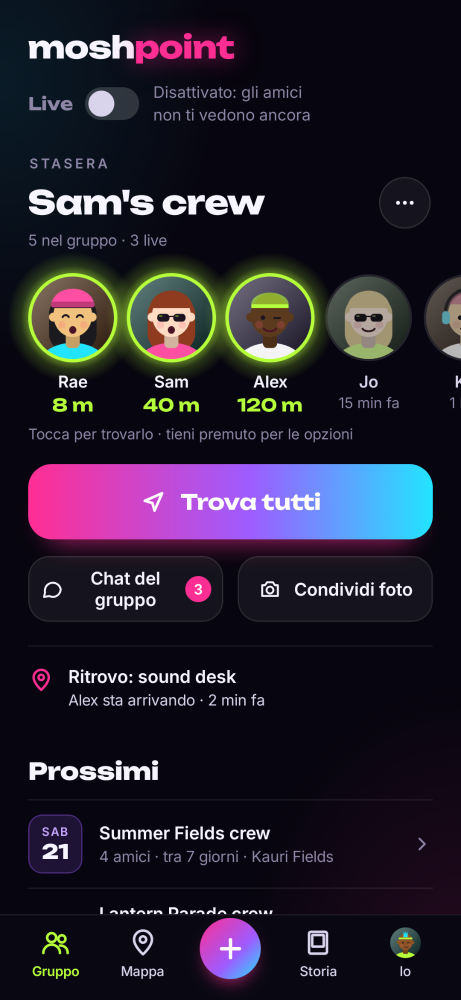 moshpoint
Live
Disattivato: gli amici
non ti vedono ancora
STASERA
Sam's crew
5 nel gruppo · 3 live
Rae
8 m
Sam
40 m
Alex
120 m
Jo
15 min fa
Tocca per trovarlo · tieni premuto per le opzioni
Trova tutti
Chat del
gruppo
3
Condividi foto
Ritrovo: sound desk
Alex sta arrivando · 2 min fa
Prossimi
SAB
21
Summer Fields crew
4 amici · tra 7 giorni · Kauri Fields
Lantern Parade crew
Gruppo
Mappa
Storia
Io